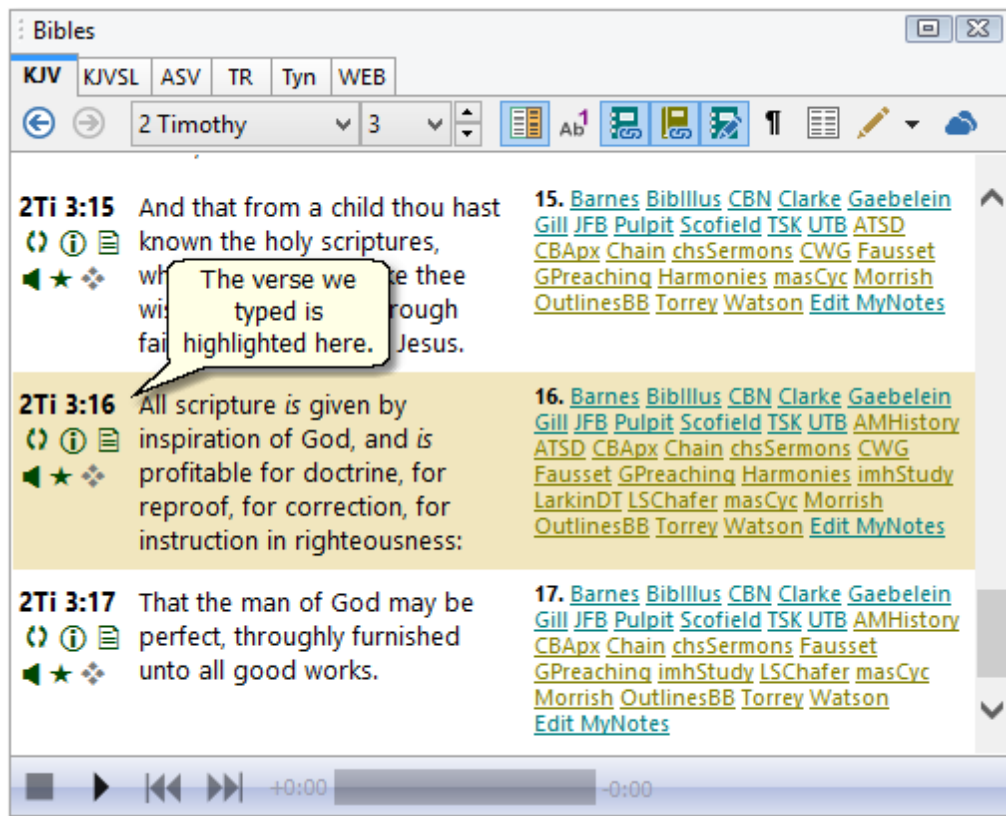 Bibles
KJV KJVSL ASV TR Tyn WEB
2 Timothy 3 Ab1 ¶
2Ti 3:15 And that from a child thou hast
known the holy scriptures,
wh ke thee
wi rough
fai Jesus.
15. Barnes BibIllus CBN Clarke Gaebelein
Gill JFB Pulpit Scofield TSK UTB ATSD
CBApx Chain chsSermons CWG Fausset
GPreaching Harmonies masCyc Morrish
OutlinesBB Torrey Watson Edit MyNotes
The verse we
typed is
highlighted here.
2Ti 3:16 All scripture is given by
inspiration of God, and is
profitable for doctrine, for
reproof, for correction, for
instruction in righteousness:
16. Barnes BibIllus CBN Clarke Gaebelein
Gill JFB Pulpit Scofield TSK UTB AMHistory
ATSD CBApx Chain chsSermons CWG
Fausset GPreaching Harmonies imhStudy
LarkinDT LSChafer masCyc Morrish
OutlinesBB Torrey Watson Edit MyNotes
2Ti 3:17 That the man of God may be
perfect, throughly furnished
unto all good works.
17. Barnes BibIllus CBN Clarke Gaebelein
Gill JFB Pulpit Scofield TSK UTB AMHistory
CBApx Chain chsSermons Fausset
GPreaching imhStudy LSChafer masCyc
Morrish OutlinesBB Torrey Watson
Edit MyNotes
+0:00 -0:00